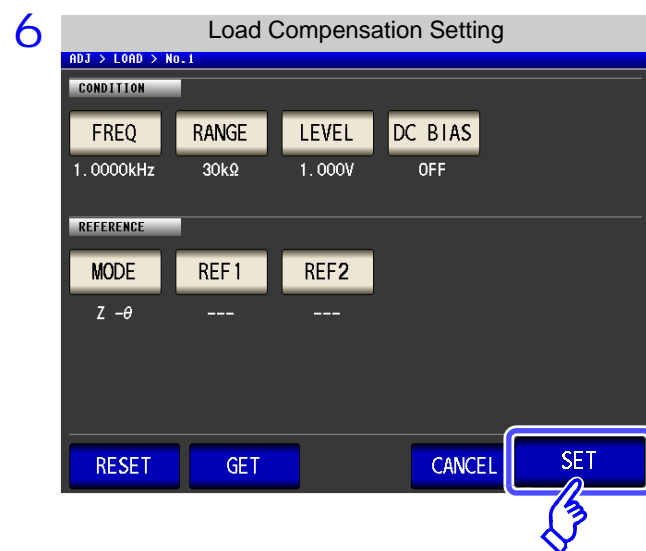 6
Load Compensation Setting
ADJ > LOAD > No.1
CONDITION
FREQ RANGE LEVEL DC BIAS
1.0000kHz 30kΩ 1.000V OFF
REFERENCE
MODE REF1 REF2
Z -θ --- ---
RESET GET CANCEL SET